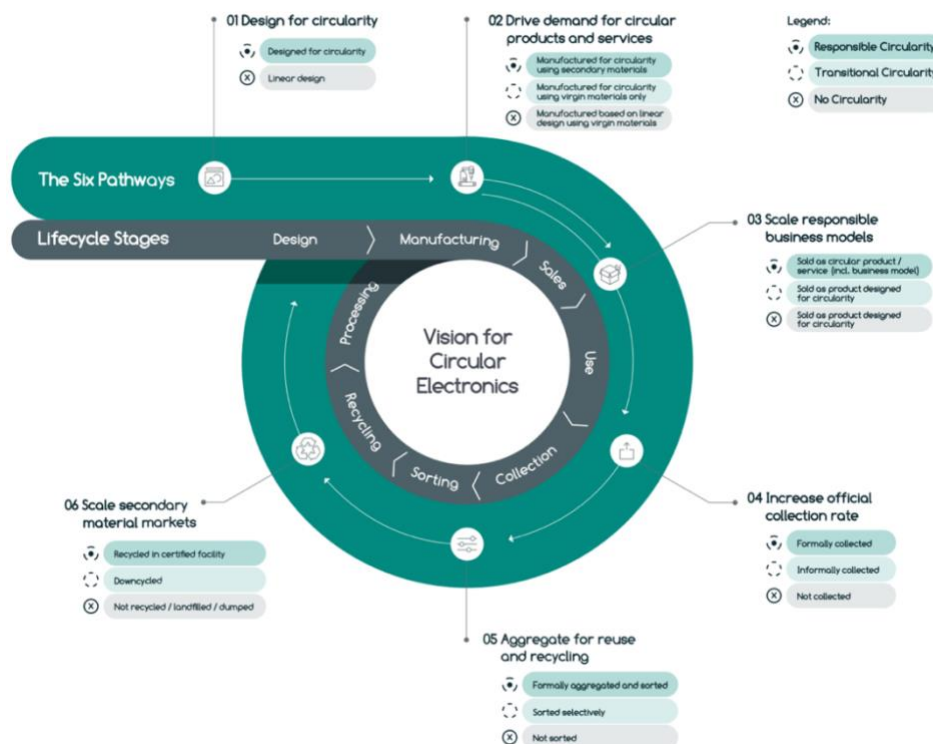 01 Design for circularity
Designed for circularity
Linear design
02 Drive demand for circular
products and services
Manufactured for circularity
using secondary materials
Manufactured for circularity
using virgin materials only
Manufactured based on linear
design using virgin materials
Legend:
Responsible Circularity
Transitional Circularity
No Circularity
The Six Pathways
Lifecycle Stages
Design
Manufacturing
Sales
Use
Collection
Sorting
Recycling
Processing
Vision for
Circular
Electronics
03 Scale responsible
business models
Sold as circular product /
service (incl. business model)
Sold as product designed
for circularity
Sold as product designed
for circularity
04 Increase official
collection rate
Formally collected
Informally collected
Not collected
05 Aggregate for reuse
and recycling
Formally aggregated and sorted
Sorted selectively
Not sorted
06 Scale secondary
material markets
Recycled in certified facility
Downcycled
Not recycled / landfilled / dumped